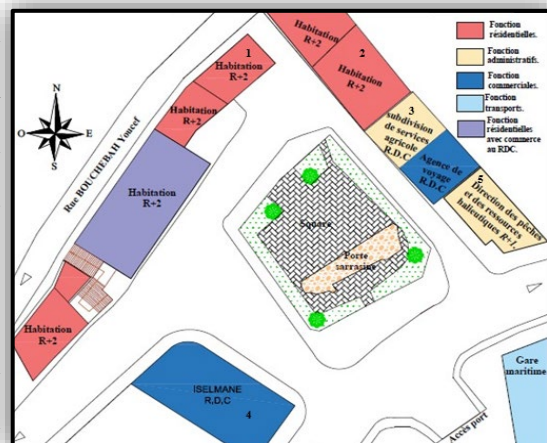 Habitation
R+2
1
Habitation
R+2
Habitation
R+2
2
Habitation
R+2
3
subdivision
de services
agricole
R.D.C
Agence de
voyage
R.D.C
5
Direction des pêches
et des ressources
halieutiques R+1.
Fonction
résidentielles.
Fonction
administratifs.
Fonction
commerciales.
Fonction
transports.
Fonction
résidentielles
avec commerce
au RDC.
N
O
E
S
Rue BOUCHEBAH Youcef
Habitation
R+2
Square
Porte
sarrasine
Habitation
R+2
ISELMANE
R.D.C
4
Gare
maritime
Accès port